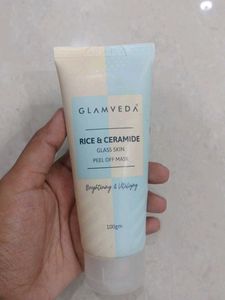 GLAMVEDA
RICE & CERAMIDE
GLASS SKIN
PEEL OFF MASK
Brightening & Vitalizing
100gm